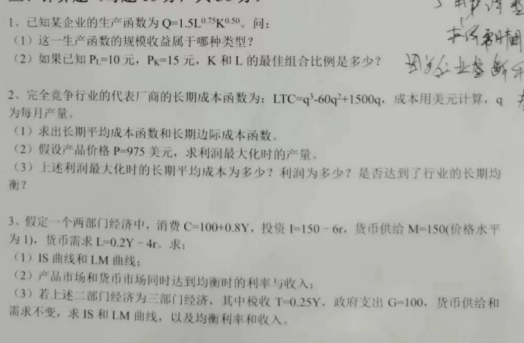 1、已知某企业的生产函数为 Q=1.5L^0.75K^0.50。问：
（1）这一生产函数的规模收益属于哪种类型？
（2）如果已知 P_L=10 元，P_K=15 元，K 和 L 的最佳组合比例是多少？
2、完全竞争行业的代表厂商的长期成本函数为：LTC=q³-60q²+1500q，成本用美元计算，q
为每月产量。
（1）求出长期平均成本函数和长期边际成本函数。
（2）假设产品价格 P=975 美元，求利润最大化时的产量。
（3）上述利润最大化时的长期平均成本为多少？利润为多少？是否达到了行业的长期均
衡？
3、假定一个两部门经济中，消费 C=100+0.8Y，投资 I=150 - 6r，货币供给 M=150(价格水平
为 1)，货币需求 L=0.2Y - 4r。求：
（1）IS 曲线和 LM 曲线；
（2）产品市场和货币市场同时达到均衡时的利率与收入；
（3）若上述二部门经济为三部门经济，其中税收 T=0.25Y，政府支出 G=100，货币供给和
需求不变，求 IS 和 LM 曲线，以及均衡利率和收入。